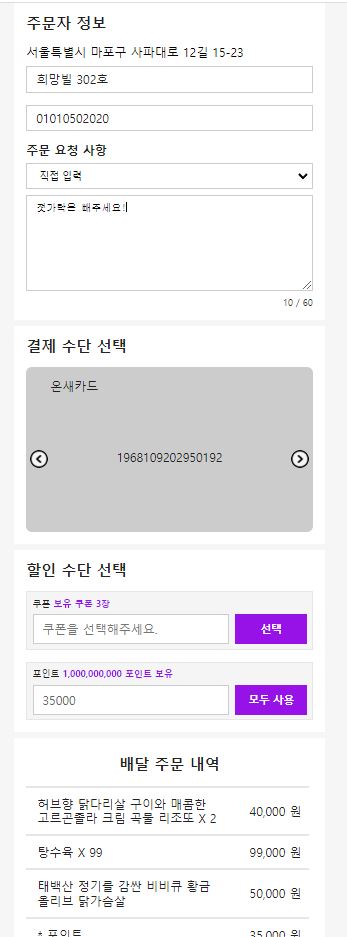 주문자 정보
서울특별시 마포구 사파대로 12길 15-23
희망빌 302호
01010502020
주문 요청 사항
직접 입력
젓가락은 빼주세요!
10 / 60
결제 수단 선택
온새카드
1968109202950192
할인 수단 선택
쿠폰 보유 쿠폰 3장
쿠폰을 선택해주세요.
선택
포인트 1,000,000,000 포인트 보유
35000
모두 사용
배달 주문 내역
허브향 닭다리살 구이와 매콤한
고르곤졸라 크림 곡물 리조또 X 2
40,000 원
탕수육 X 99
99,000 원
태백산 정기를 감싼 비비큐 황금
올리브 닭가슴살
50,000 원
* 포인트
35,000 원